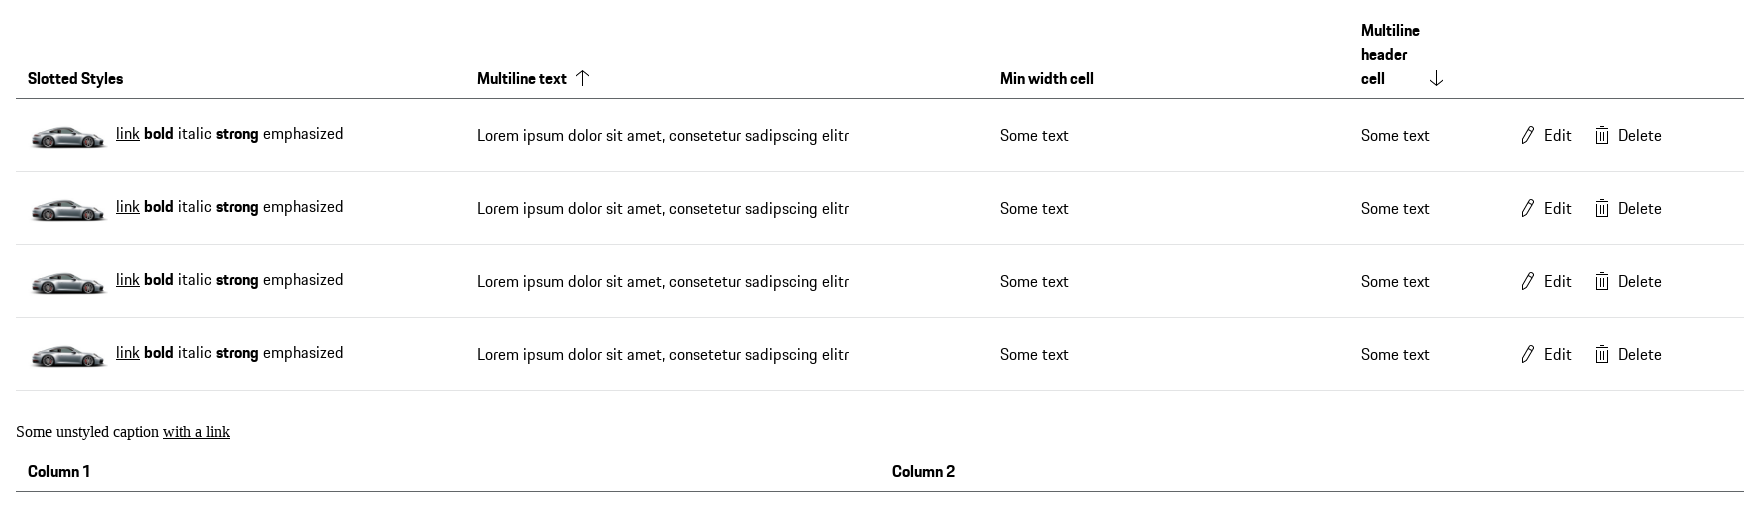 Slotted Styles Multiline text Min width cell Multiline header cell
link bold italic strong emphasized Lorem ipsum dolor sit amet, consetetur sadipscing elitr Some text Some text Edit Delete
link bold italic strong emphasized Lorem ipsum dolor sit amet, consetetur sadipscing elitr Some text Some text Edit Delete
link bold italic strong emphasized Lorem ipsum dolor sit amet, consetetur sadipscing elitr Some text Some text Edit Delete
link bold italic strong emphasized Lorem ipsum dolor sit amet, consetetur sadipscing elitr Some text Some text Edit Delete
Some unstyled caption with a link
Column 1 Column 2